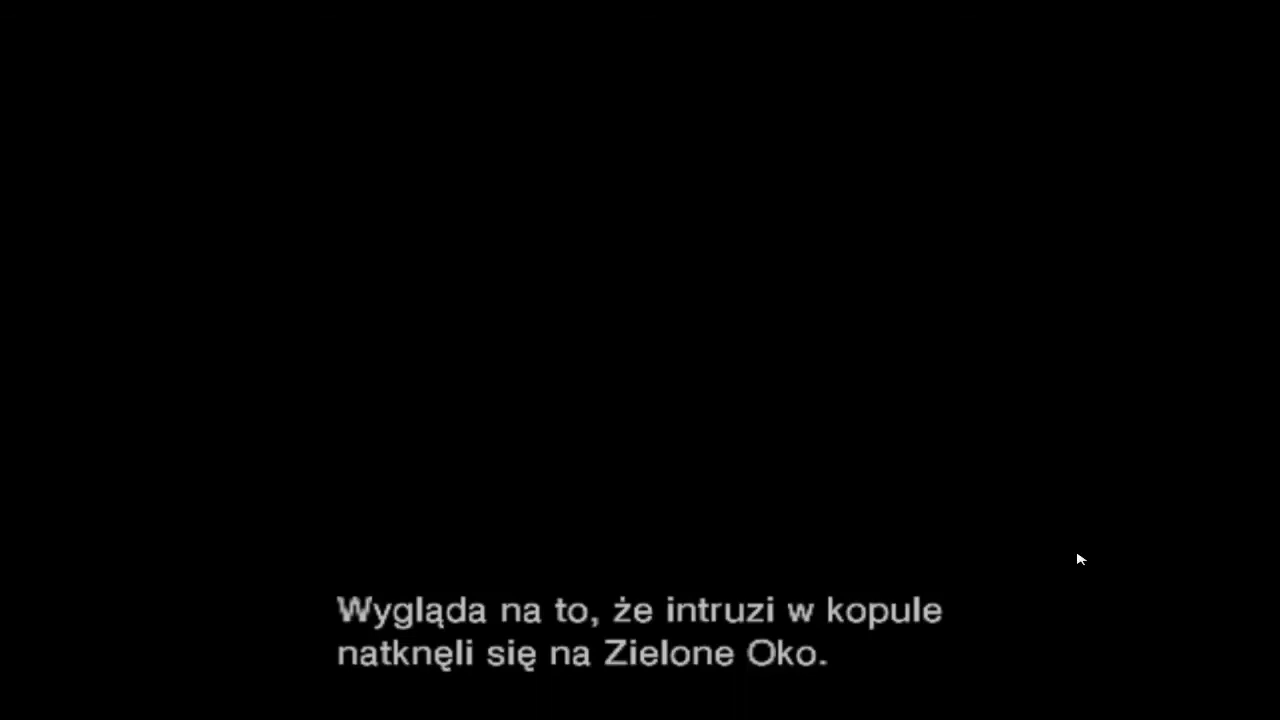 Wygląda na to, że intruzi w kopule
natknęli się na Zielone Oko.